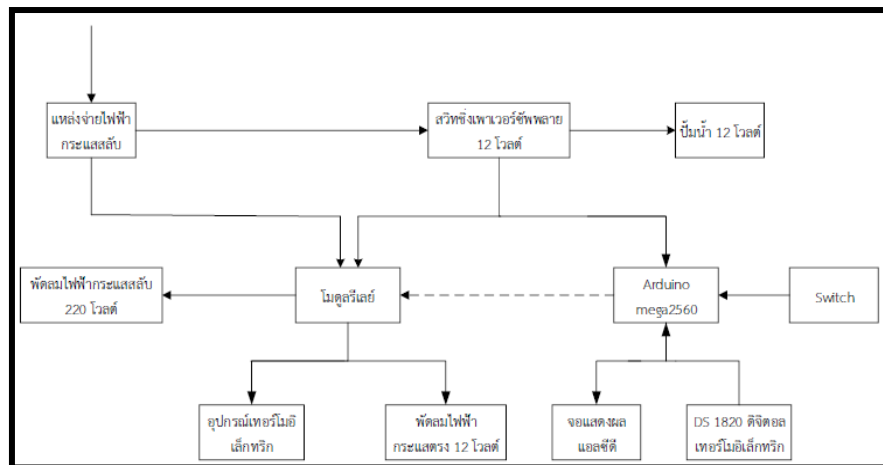 แหล่งจ่ายไฟฟ้า
กระแสสลับ
สวิทซิ่งเพาเวอร์ซัพพลาย
12 โวลต์
ปั๊มน้ำ 12 โวลต์
พัดลมไฟฟ้ากระแสสลับ
220 โวลต์
โมดูลรีเลย์
Arduino
mega2560
Switch
อุปกรณ์เทอร์โมอิ
เล็กทริก
พัดลมไฟฟ้า
กระแสตรง 12 โวลต์
จอแสดงผล
แอลซีดี
DS 1820 ดิจิตอล
เทอร์โมอิเล็กทริก